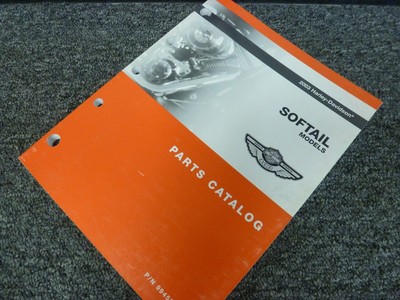 2003 Harley-Davidson®
SOFTAIL
MODELS
PARTS CATALOG
P/N